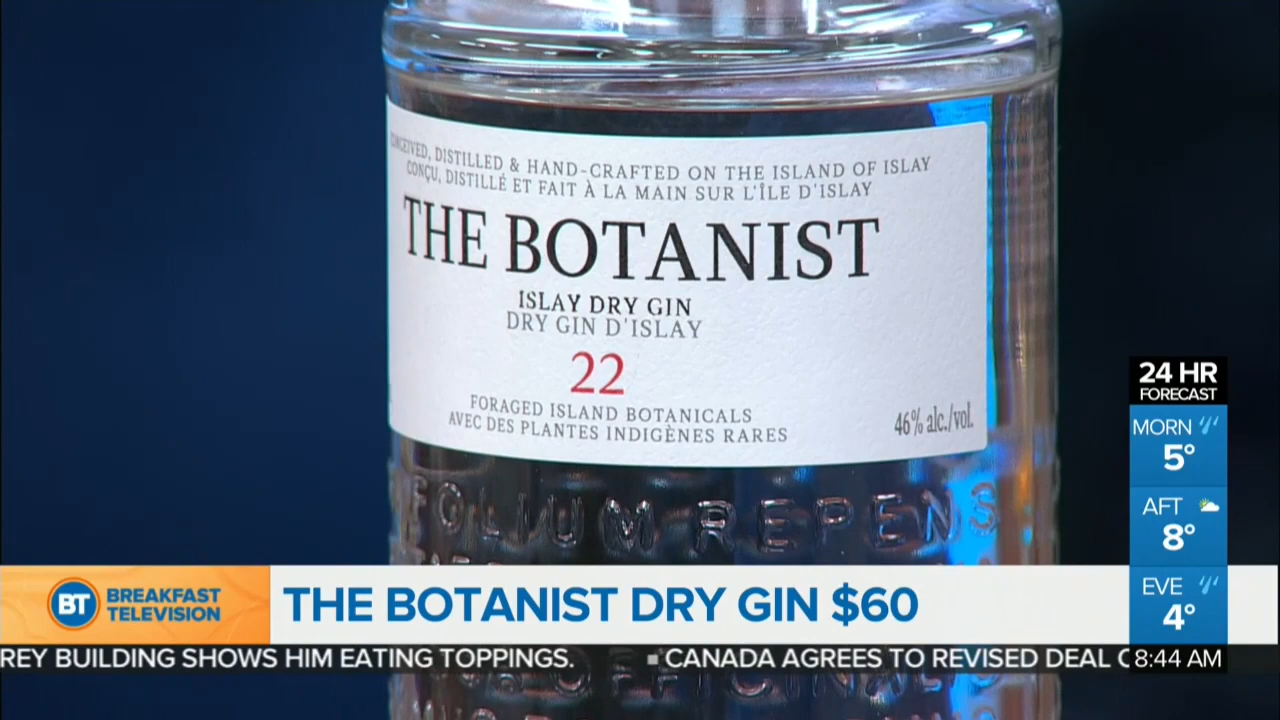 DISTILLED & HAND-CRAFTED ON THE ISLAND OF ISLAY
CONÇU, DISTILLÉ ET FAIT À LA MAIN SUR L'ÎLE D'ISLAY
THE BOTANIST
ISLAY DRY GIN
DRY GIN D'ISLAY
22
FORAGED ISLAND BOTANICALS
AVEC DES PLANTES INDIGÈNES RARES
46% alc./vol.
FOLIUM REPENS
24 HR
FORECAST
MORN
5°
AFT
8°
EVE
4°
BT BREAKFAST
TELEVISION
THE BOTANIST DRY GIN $60
REY BUILDING SHOWS HIM EATING TOPPINGS. ■CANADA AGREES TO REVISED DEAL
8:44 AM